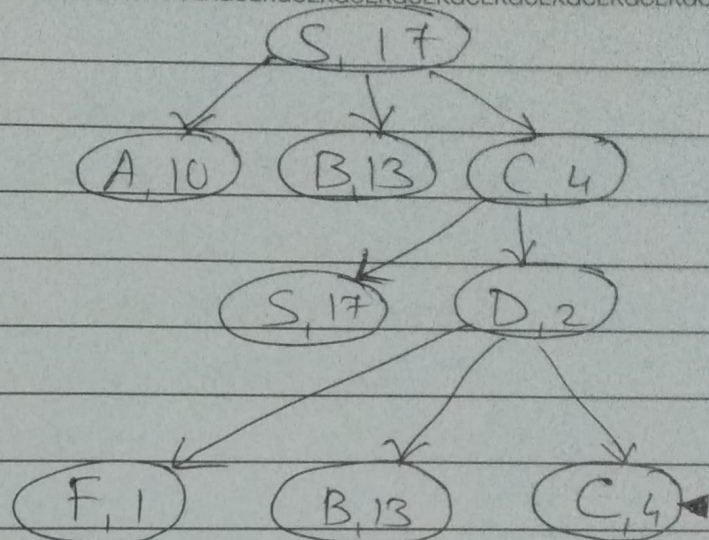 S, 17
A, 10 B, 13 C, 4
S, 17 D, 2
F, 1 B, 13 C, 4